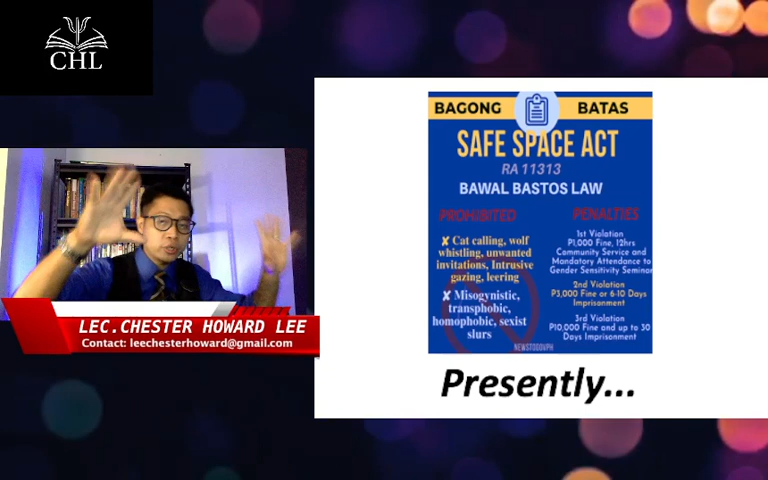 CHL
BAGONG BATAS
SAFE SPACE ACT
RA 11313
BAWAL BASTOS LAW
PROHIBITED
✘ Cat calling, wolf
whistling, unwanted
invitations, Intrusive
gazing, leering
✘ Misogynistic,
transphobic,
homophobic, sexist
slurs
PENALTIES
1st Violation
P1,000 Fine, 12hrs
Community Service and
Mandatory Attendance to
Gender Sensitivity Seminar
2nd Violation
P3,000 Fine or 6-10 Days
Imprisonment
3rd Violation
P10,000 Fine and up to 30
Days Imprisonment
Presently...
LEC.CHESTER HOWARD LEE
Contact: leechesterhoward@gmail.com